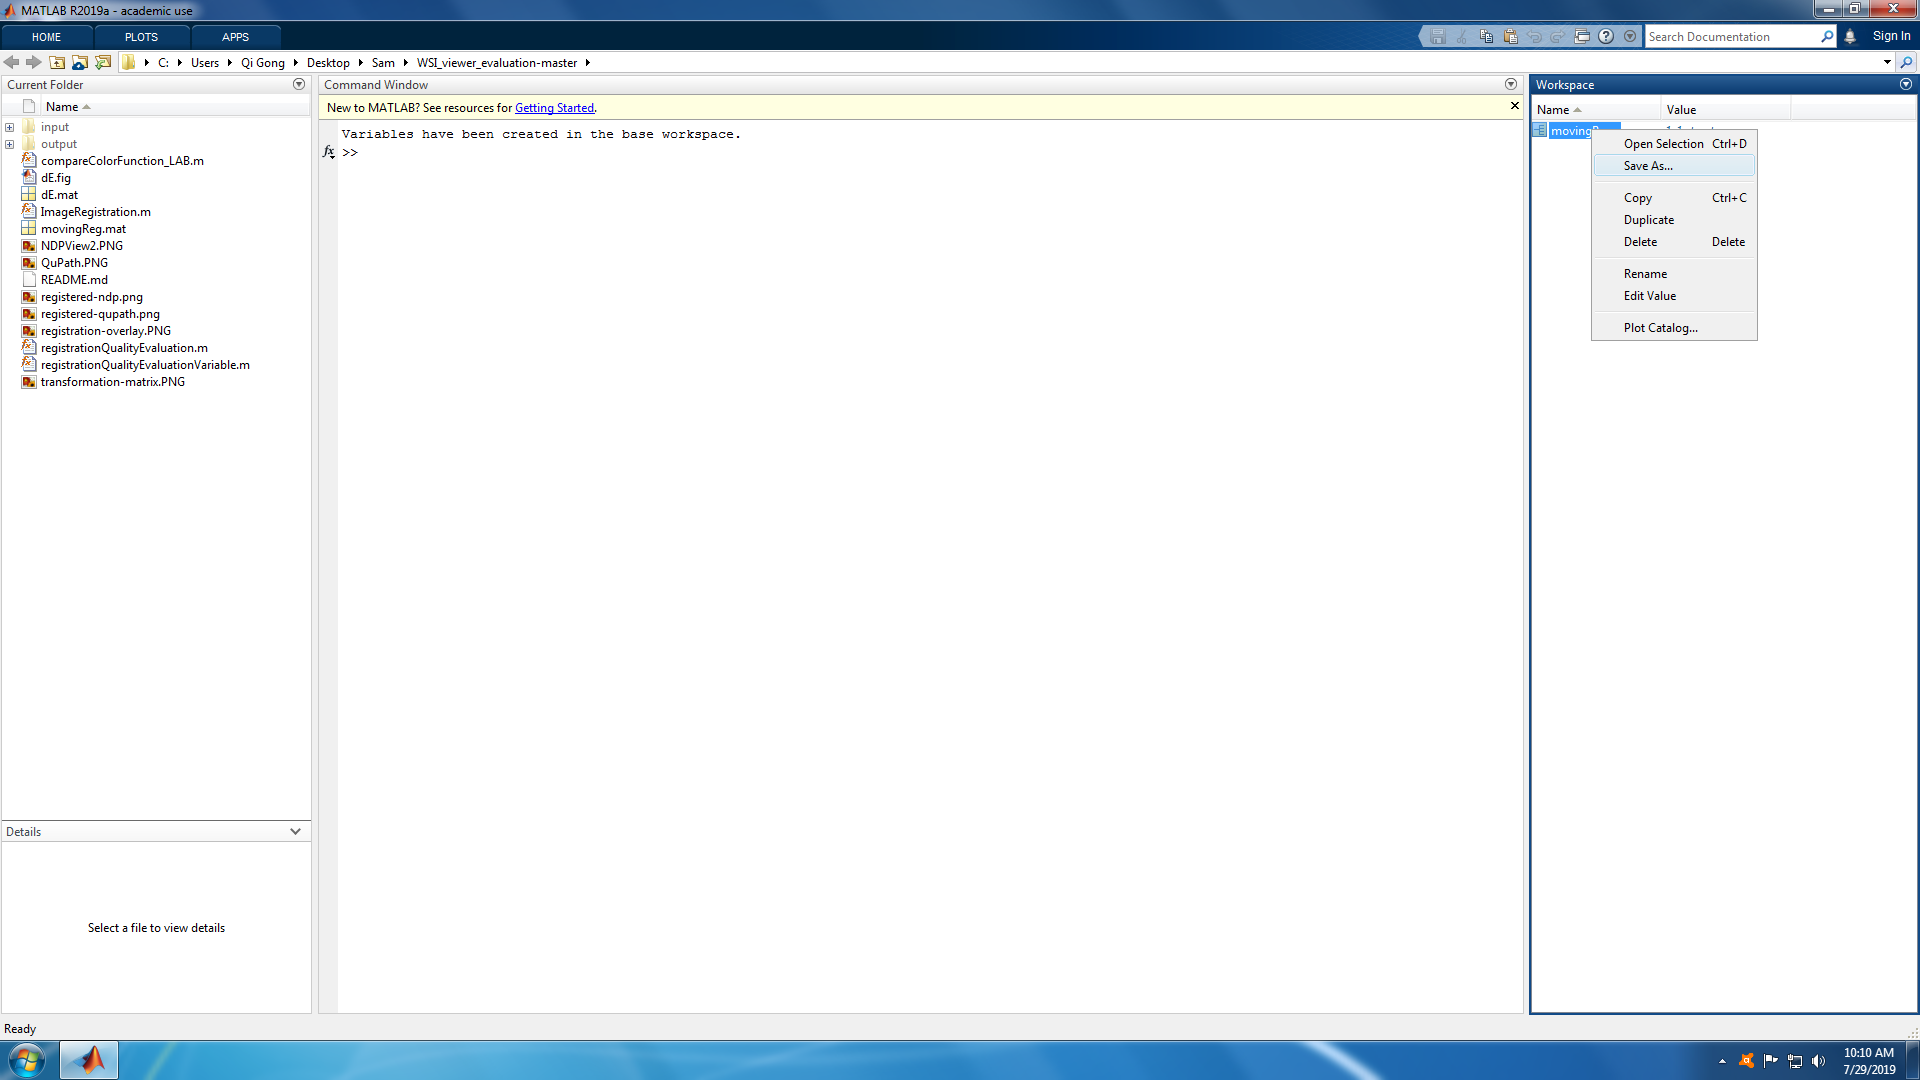 MATLAB R2019a - academic use
HOME PLOTS APPS
Search Documentation
Sign In
C: Users Qi Gong Desktop Sam WSI_viewer_evaluation-master
Current Folder
Name
input
output
compareColorFunction_LAB.m
dE.fig
dE.mat
ImageRegistration.m
movingReg.mat
NDPView2.PNG
QuPath.PNG
README.md
registered-ndp.png
registered-qupath.png
registration-overlay.PNG
registrationQualityEvaluation.m
registrationQualityEvaluationVariable.m
transformation-matrix.PNG
Details
Select a file to view details
Command Window
New to MATLAB? See resources for Getting Started.
Variables have been created in the base workspace.
fx >>
Workspace
Name Value
Open Selection Ctrl+D
Save As...
Copy Ctrl+C
Duplicate
Delete Delete
Rename
Edit Value
Plot Catalog...
Ready
10:10 AM
7/29/2019